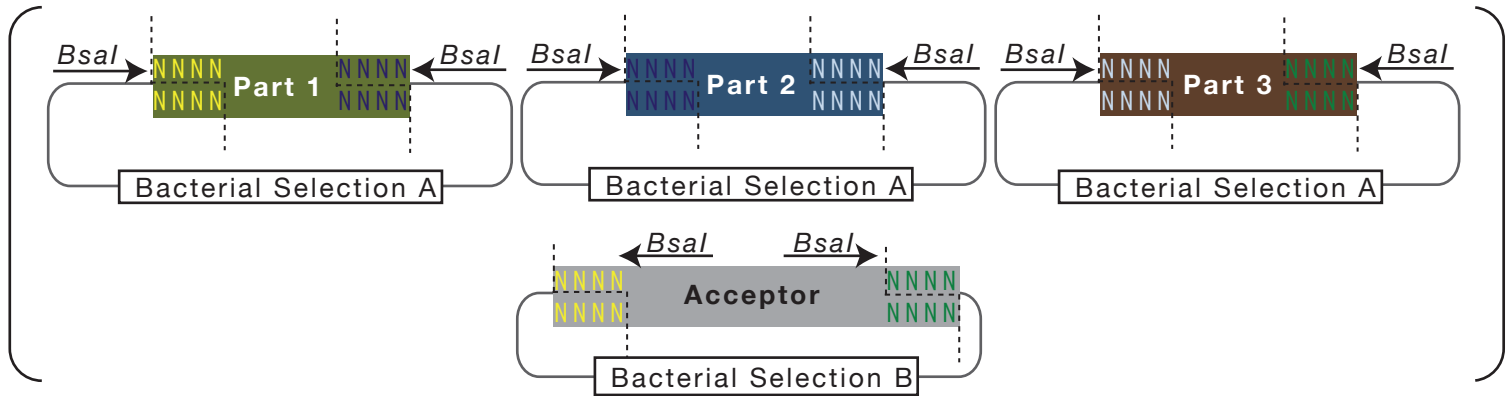 BsaI BsaI BsaI BsaI BsaI BsaI
NNNN Part 1 NNNN NNNN Part 2 NNNN NNNN Part 3 NNNN
NNNN NNNN NNNN NNNN NNNN NNNN
Bacterial Selection A Bacterial Selection A Bacterial Selection A
BsaI BsaI
NNNN Acceptor NNNN
NNNN NNNN
Bacterial Selection B